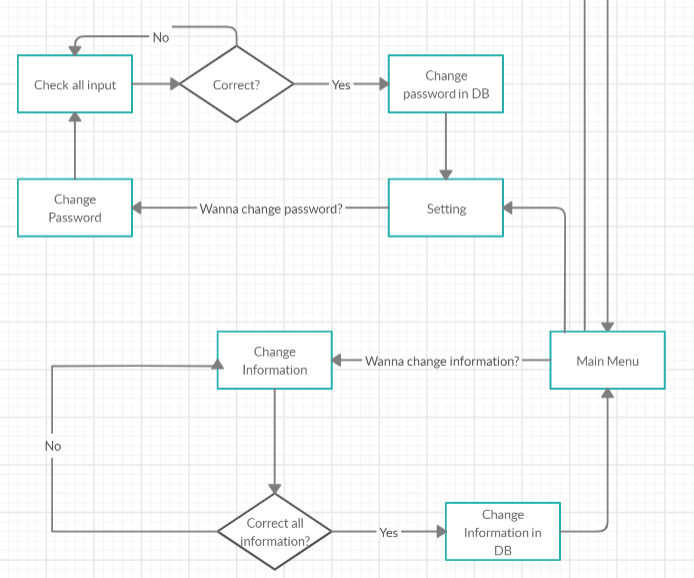 No
Check all input
Correct?
Yes
Change
password in DB
Change
Password
Wanna change password?
Setting
Change
Information
Wanna change information?
Main Menu
No
Correct all
information?
Yes
Change
Information in
DB